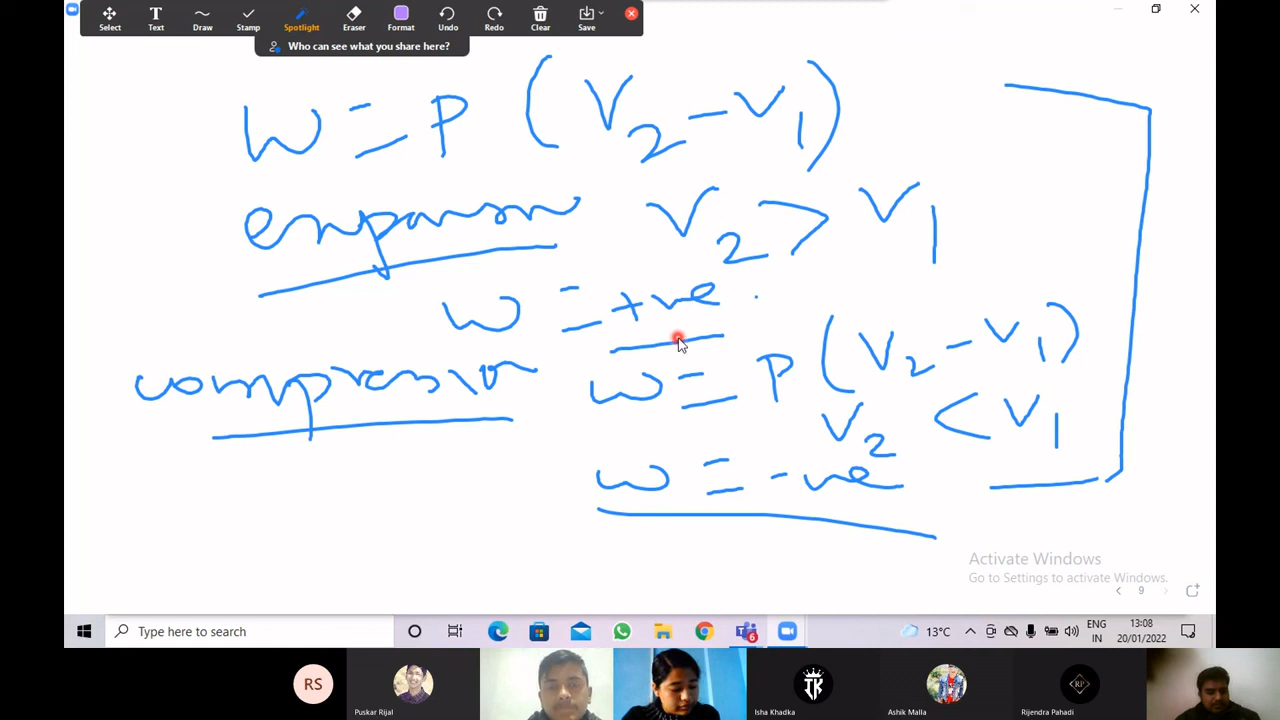 Select Text Draw Stamp Spotlight Eraser Format Undo Redo Clear Save
Who can see what you share here?
W = P (V2 - V1)
expansion V2 > V1
W = +ve
compression W = P (V2 - V1)
V2 < V1
W = -ve
Activate Windows
Go to Settings to activate Windows.
9
Type here to search
6
13°C
ENG
IN
13:08
20/01/2022
RS
Puskar Rijal
JK
Isha Khadka
Ashik Malla
RP
Rijendra Pahadi